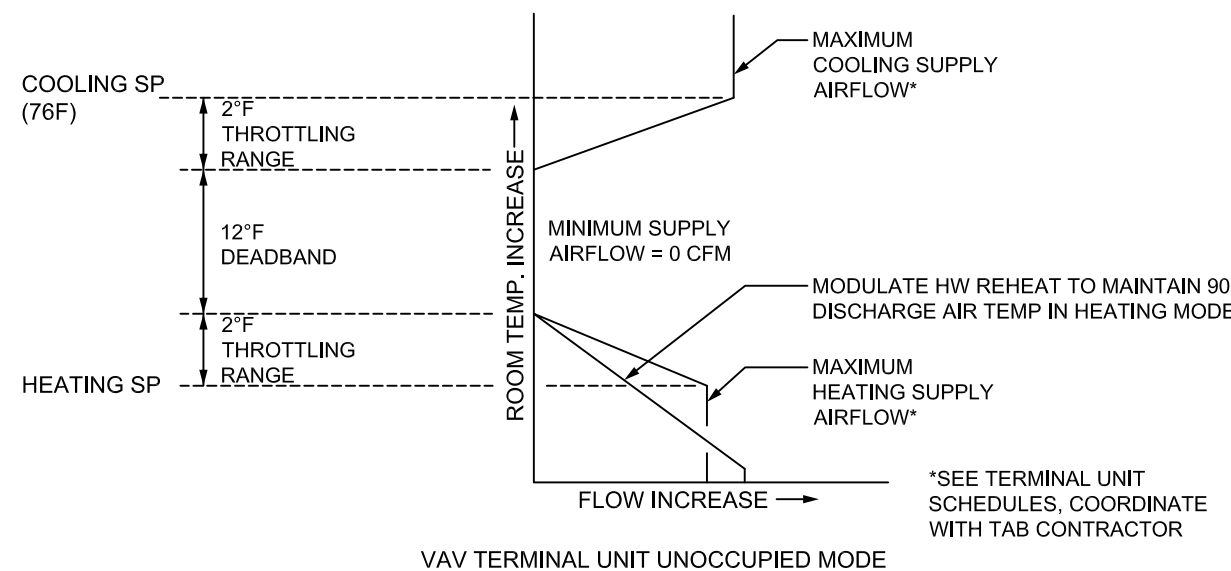 MAXIMUM
COOLING SUPPLY
AIRFLOW*
COOLING SP
(76F)
2°F
THROTTLING
RANGE
ROOM TEMP. INCREASE
12°F
DEADBAND
MINIMUM SUPPLY
AIRFLOW = 0 CFM
MODULATE HW REHEAT TO MAINTAIN 90
DISCHARGE AIR TEMP IN HEATING MODE
2°F
THROTTLING
RANGE
HEATING SP
MAXIMUM
HEATING SUPPLY
AIRFLOW*
FLOW INCREASE
*SEE TERMINAL UNIT
SCHEDULES, COORDINATE
WITH TAB CONTRACTOR
VAV TERMINAL UNIT UNOCCUPIED MODE